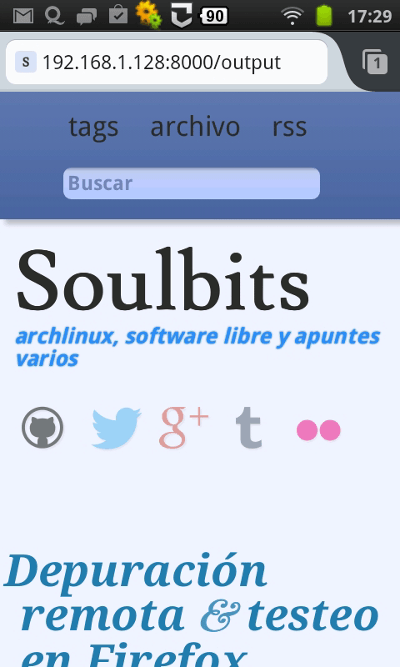 90
17:29
S
192.168.1.128:8000/output
1
tags archivo rss
Buscar
Soulbits
archlinux, software libre y apuntes
varios
g+ t
Depuración
remota & testeo
en Firefox